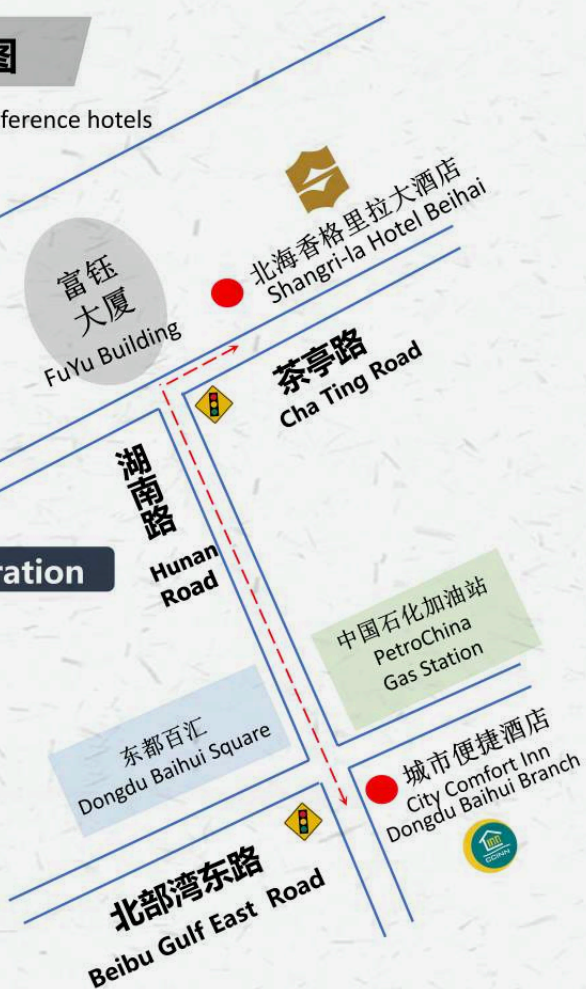 图
ference hotels
北海香格里拉大酒店
Shangri-la Hotel Beihai
富钰
大厦
FuYu Building
茶亭路
Cha Ting Road
湖南路
Hunan
Road
ration
中国石化加油站
PetroChina
Gas Station
东都百汇
Dongdu Baihui Square
城市便捷酒店
City Comfort Inn
Dongdu Baihui Branch
inn
CCINN
北部湾东路
Beibu Gulf East Road